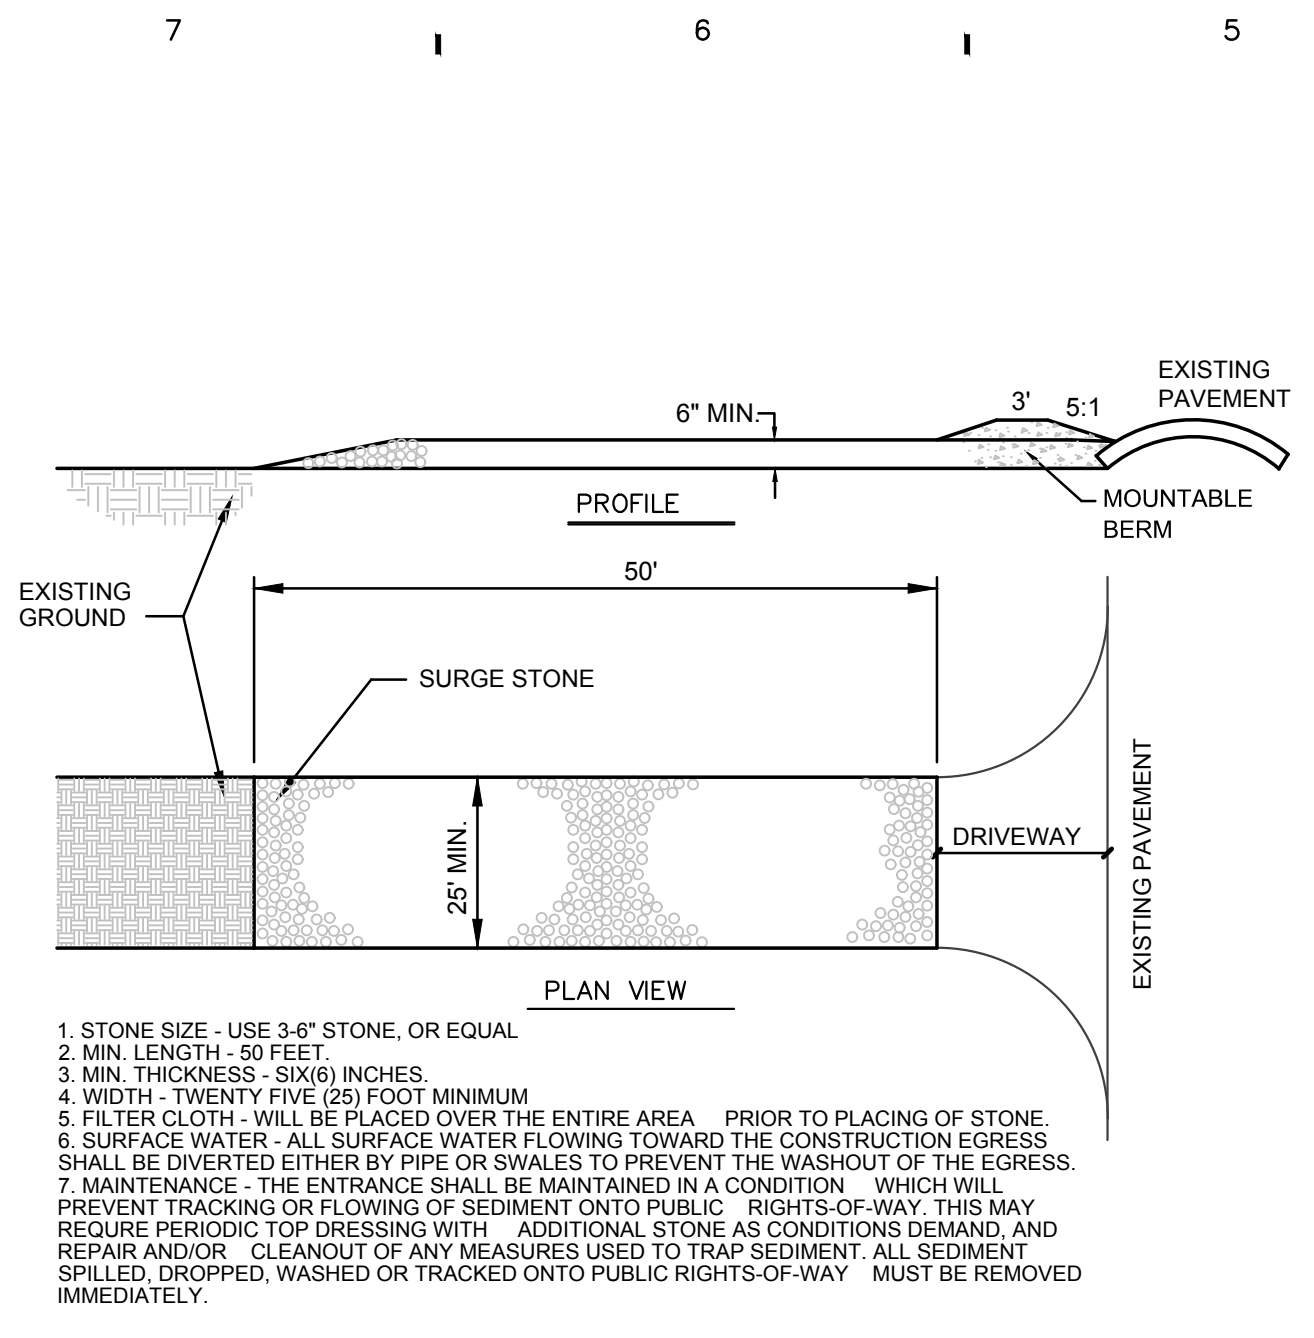 7
6
5
EXISTING
PAVEMENT
3'
5:1
6" MIN.
PROFILE
MOUNTABLE
BERM
50'
EXISTING
GROUND
SURGE STONE
25' MIN.
DRIVEWAY
EXISTING PAVEMENT
PLAN VIEW
1. STONE SIZE - USE 3-6" STONE, OR EQUAL
2. MIN. LENGTH - 50 FEET.
3. MIN. THICKNESS - SIX(6) INCHES.
4. WIDTH - TWENTY FIVE (25) FOOT MINIMUM
5. FILTER CLOTH - WILL BE PLACED OVER THE ENTIRE AREA PRIOR TO PLACING OF STONE.
6. SURFACE WATER - ALL SURFACE WATER FLOWING TOWARD THE CONSTRUCTION EGRESS
SHALL BE DIVERTED EITHER BY PIPE OR SWALES TO PREVENT THE WASHOUT OF THE EGRESS.
7. MAINTENANCE - THE ENTRANCE SHALL BE MAINTAINED IN A CONDITION WHICH WILL
PREVENT TRACKING OR FLOWING OF SEDIMENT ONTO PUBLIC RIGHTS-OF-WAY. THIS MAY
REQURE PERIODIC TOP DRESSING WITH ADDITIONAL STONE AS CONDITIONS DEMAND, AND
REPAIR AND/OR CLEANOUT OF ANY MEASURES USED TO TRAP SEDIMENT. ALL SEDIMENT
SPILLED, DROPPED, WASHED OR TRACKED ONTO PUBLIC RIGHTS-OF-WAY MUST BE REMOVED
IMMEDIATELY.